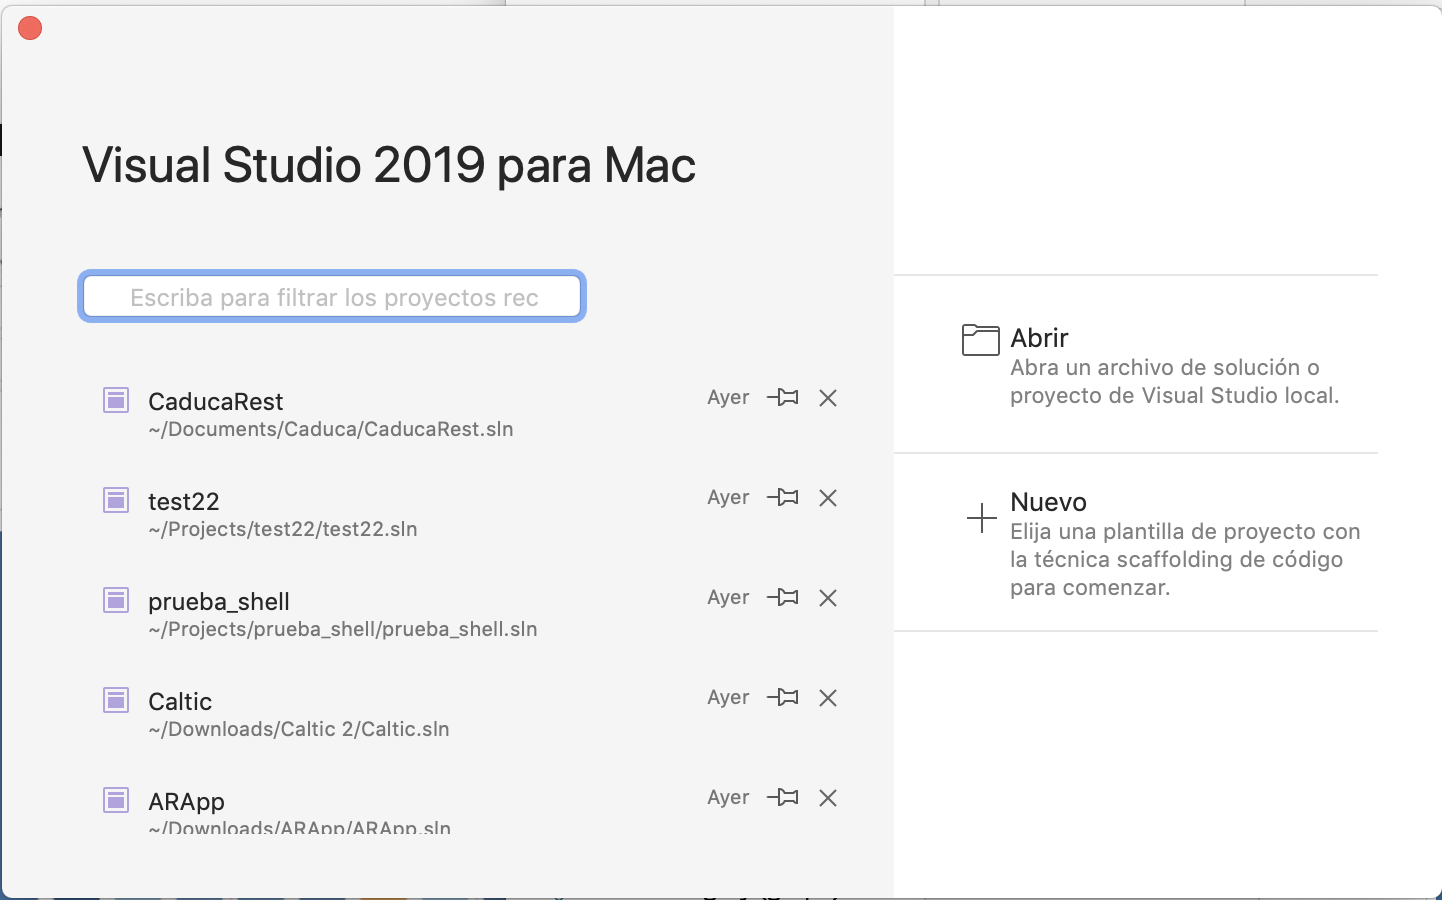 Visual Studio 2019 para Mac
Escriba para filtrar los proyectos rec
CaducaRest
Ayer
~/Documents/Caduca/CaducaRest.sln
test22
Ayer
~/Projects/test22/test22.sln
prueba_shell
Ayer
~/Projects/prueba_shell/prueba_shell.sln
Caltic
Ayer
~/Downloads/Caltic 2/Caltic.sln
ARApp
Ayer
~/Downloads/ARApp/ARApp.sln
Abrir
Abra un archivo de solución o
proyecto de Visual Studio local.
Nuevo
Elija una plantilla de proyecto con
la técnica scaffolding de código
para comenzar.